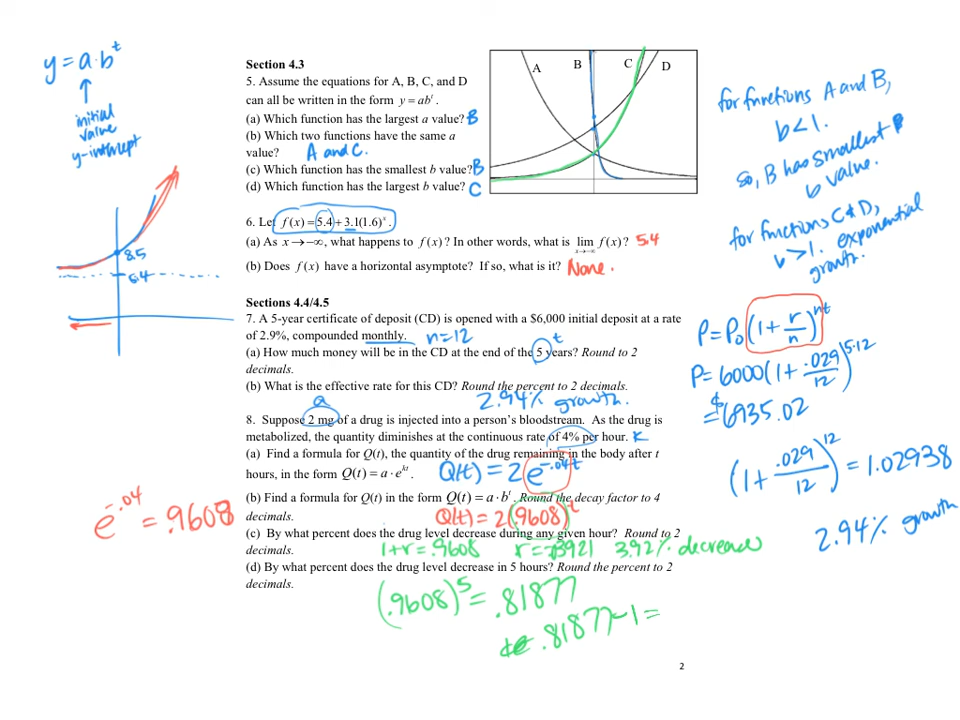 y = a·b^t
↑
initial
value
y-intercept
8.5
5.4
Section 4.3
5. Assume the equations for A, B, C, and D
can all be written in the form y = ab^t .
(a) Which function has the largest a value? B
(b) Which two functions have the same a
value? A and C.
(c) Which function has the smallest b value? B
(d) Which function has the largest b value? C
A B C D
for functions A and B,
b<1.
so, B has smallest
b value.
for functions C & D,
b >1. exponential
growth.
6. Let f(x) = 5.4 + 3.1(1.6)^x .
(a) As x → −∞, what happens to f(x)? In other words, what is lim f(x)? 5.4
x→−∞
(b) Does f(x) have a horizontal asymptote? If so, what is it? None.
Sections 4.4/4.5
7. A 5-year certificate of deposit (CD) is opened with a $6,000 initial deposit at a rate
of 2.9%, compounded monthly. n=12
t
(a) How much money will be in the CD at the end of the 5 years? Round to 2
decimals.
(b) What is the effective rate for this CD? Round the percent to 2 decimals.
2.94% growth.
P = P₀ (1 + r/n)^nt
P = 6000 (1 + .029/12)^5·12
= $6935.02
(1 + .029/12)^12 = 1.02938
2.94% growth
a
8. Suppose 2 mg of a drug is injected into a person's bloodstream. As the drug is
metabolized, the quantity diminishes at the continuous rate of 4% per hour. K
(a) Find a formula for Q(t), the quantity of the drug remaining in the body after t
hours, in the form Q(t) = a · e^kt . Q(t) = 2 e^-.04t
(b) Find a formula for Q(t) in the form Q(t) = a · b^t . Round the decay factor to 4
decimals. Q(t) = 2(.9608)^t
e^-.04 = .9608
(c) By what percent does the drug level decrease during any given hour? Round to 2
decimals. 1+r = .9608 3.92% decrease
(d) By what percent does the drug level decrease in 5 hours? Round the percent to 2
decimals.
(.9608)^5 = .81877
.81877-1 =
2